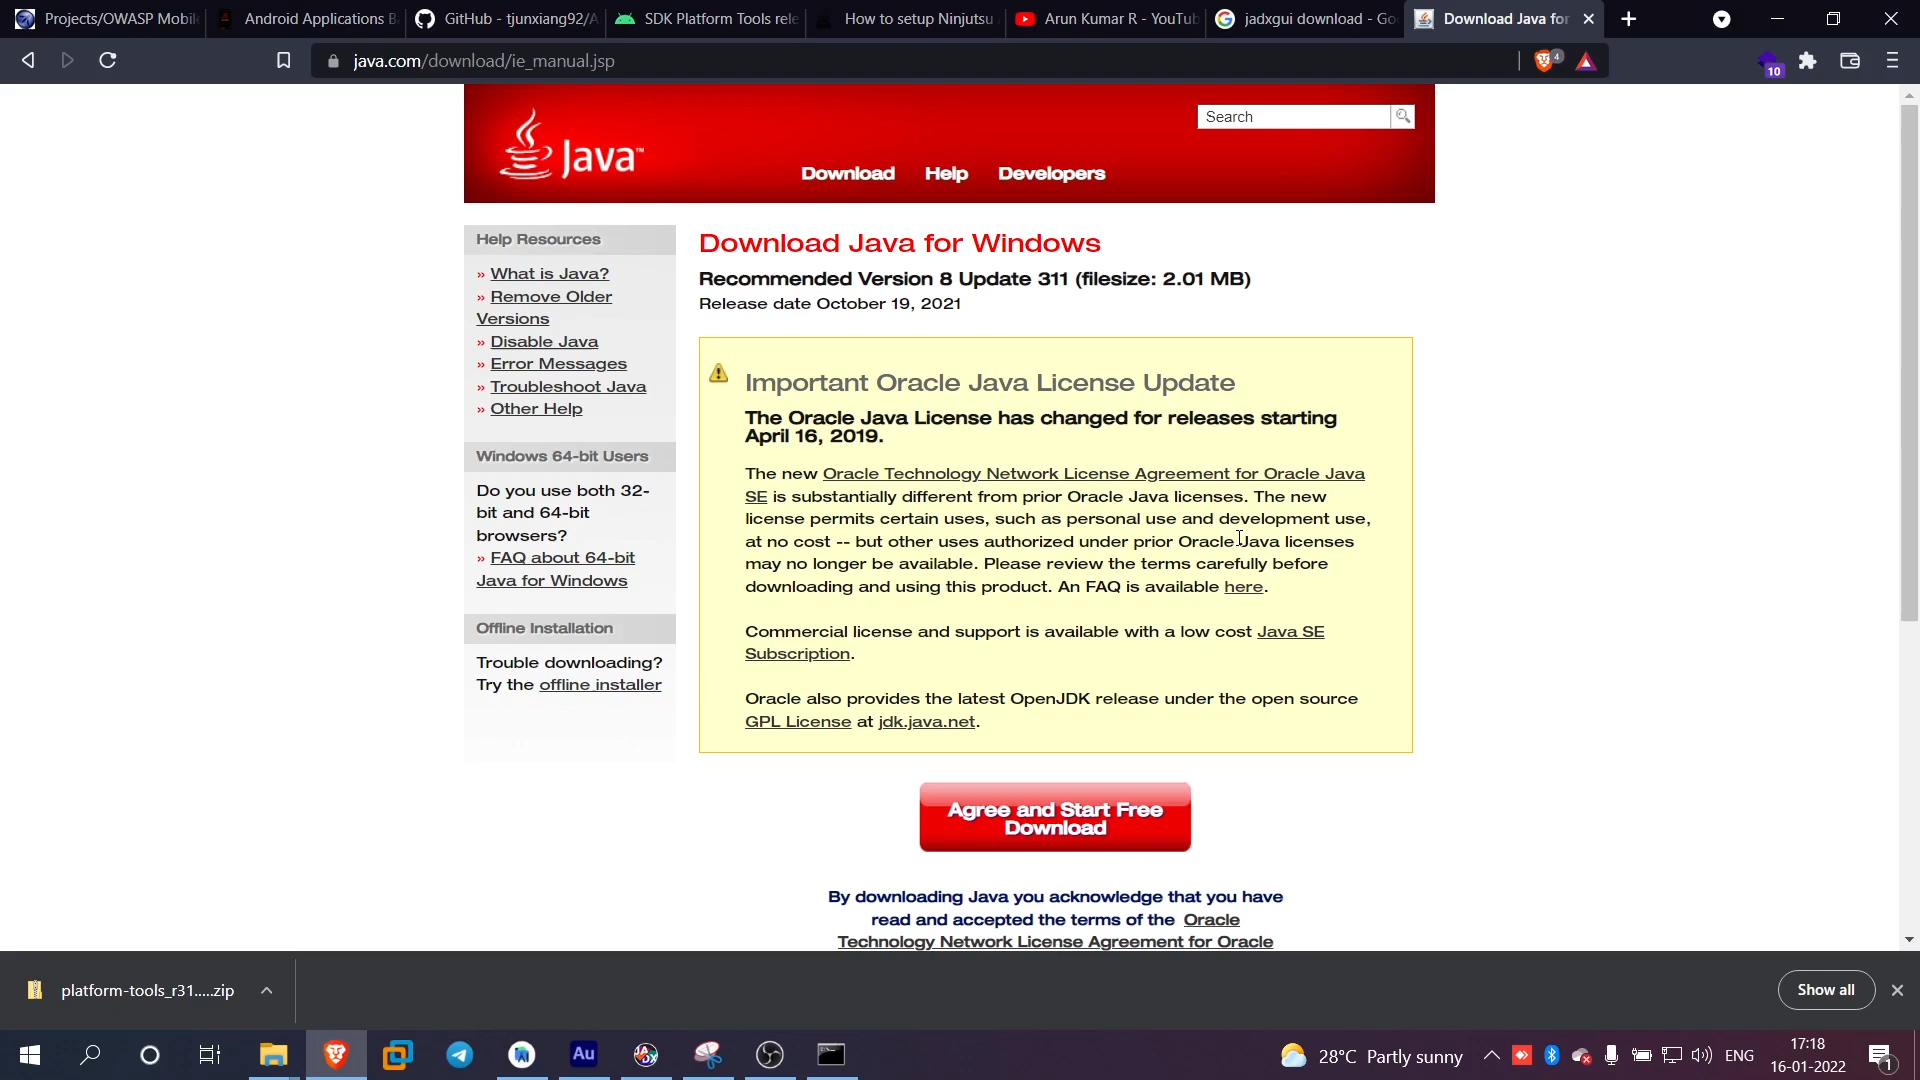 Projects/OWASP Mobil
Android Applications B
GitHub - tjunxiang92/A
SDK Platform Tools rele
How to setup Ninjutsu
Arun Kumar R - YouTub
jadxgui download - Go
Download Java for
java.com/download/ie_manual.jsp
4
10
Java™
Search
Download
Help
Developers
Help Resources
» What is Java?
» Remove Older
Versions
» Disable Java
» Error Messages
» Troubleshoot Java
» Other Help
Windows 64-bit Users
Do you use both 32-
bit and 64-bit
browsers?
» FAQ about 64-bit
Java for Windows
Offline Installation
Trouble downloading?
Try the offline installer
Download Java for Windows
Recommended Version 8 Update 311 (filesize: 2.01 MB)
Release date October 19, 2021
Important Oracle Java License Update
The Oracle Java License has changed for releases starting
April 16, 2019.
The new Oracle Technology Network License Agreement for Oracle Java
SE is substantially different from prior Oracle Java licenses. The new
license permits certain uses, such as personal use and development use,
at no cost -- but other uses authorized under prior Oracle Java licenses
may no longer be available. Please review the terms carefully before
downloading and using this product. An FAQ is available here.
Commercial license and support is available with a low cost Java SE
Subscription.
Oracle also provides the latest OpenJDK release under the open source
GPL License at jdk.java.net.
Agree and Start Free
Download
By downloading Java you acknowledge that you have
read and accepted the terms of the Oracle
Technology Network License Agreement for Oracle
platform-tools_r31.....zip
Show all
Au
JADX
28°C Partly sunny
ENG
17:18
16-01-2022
1